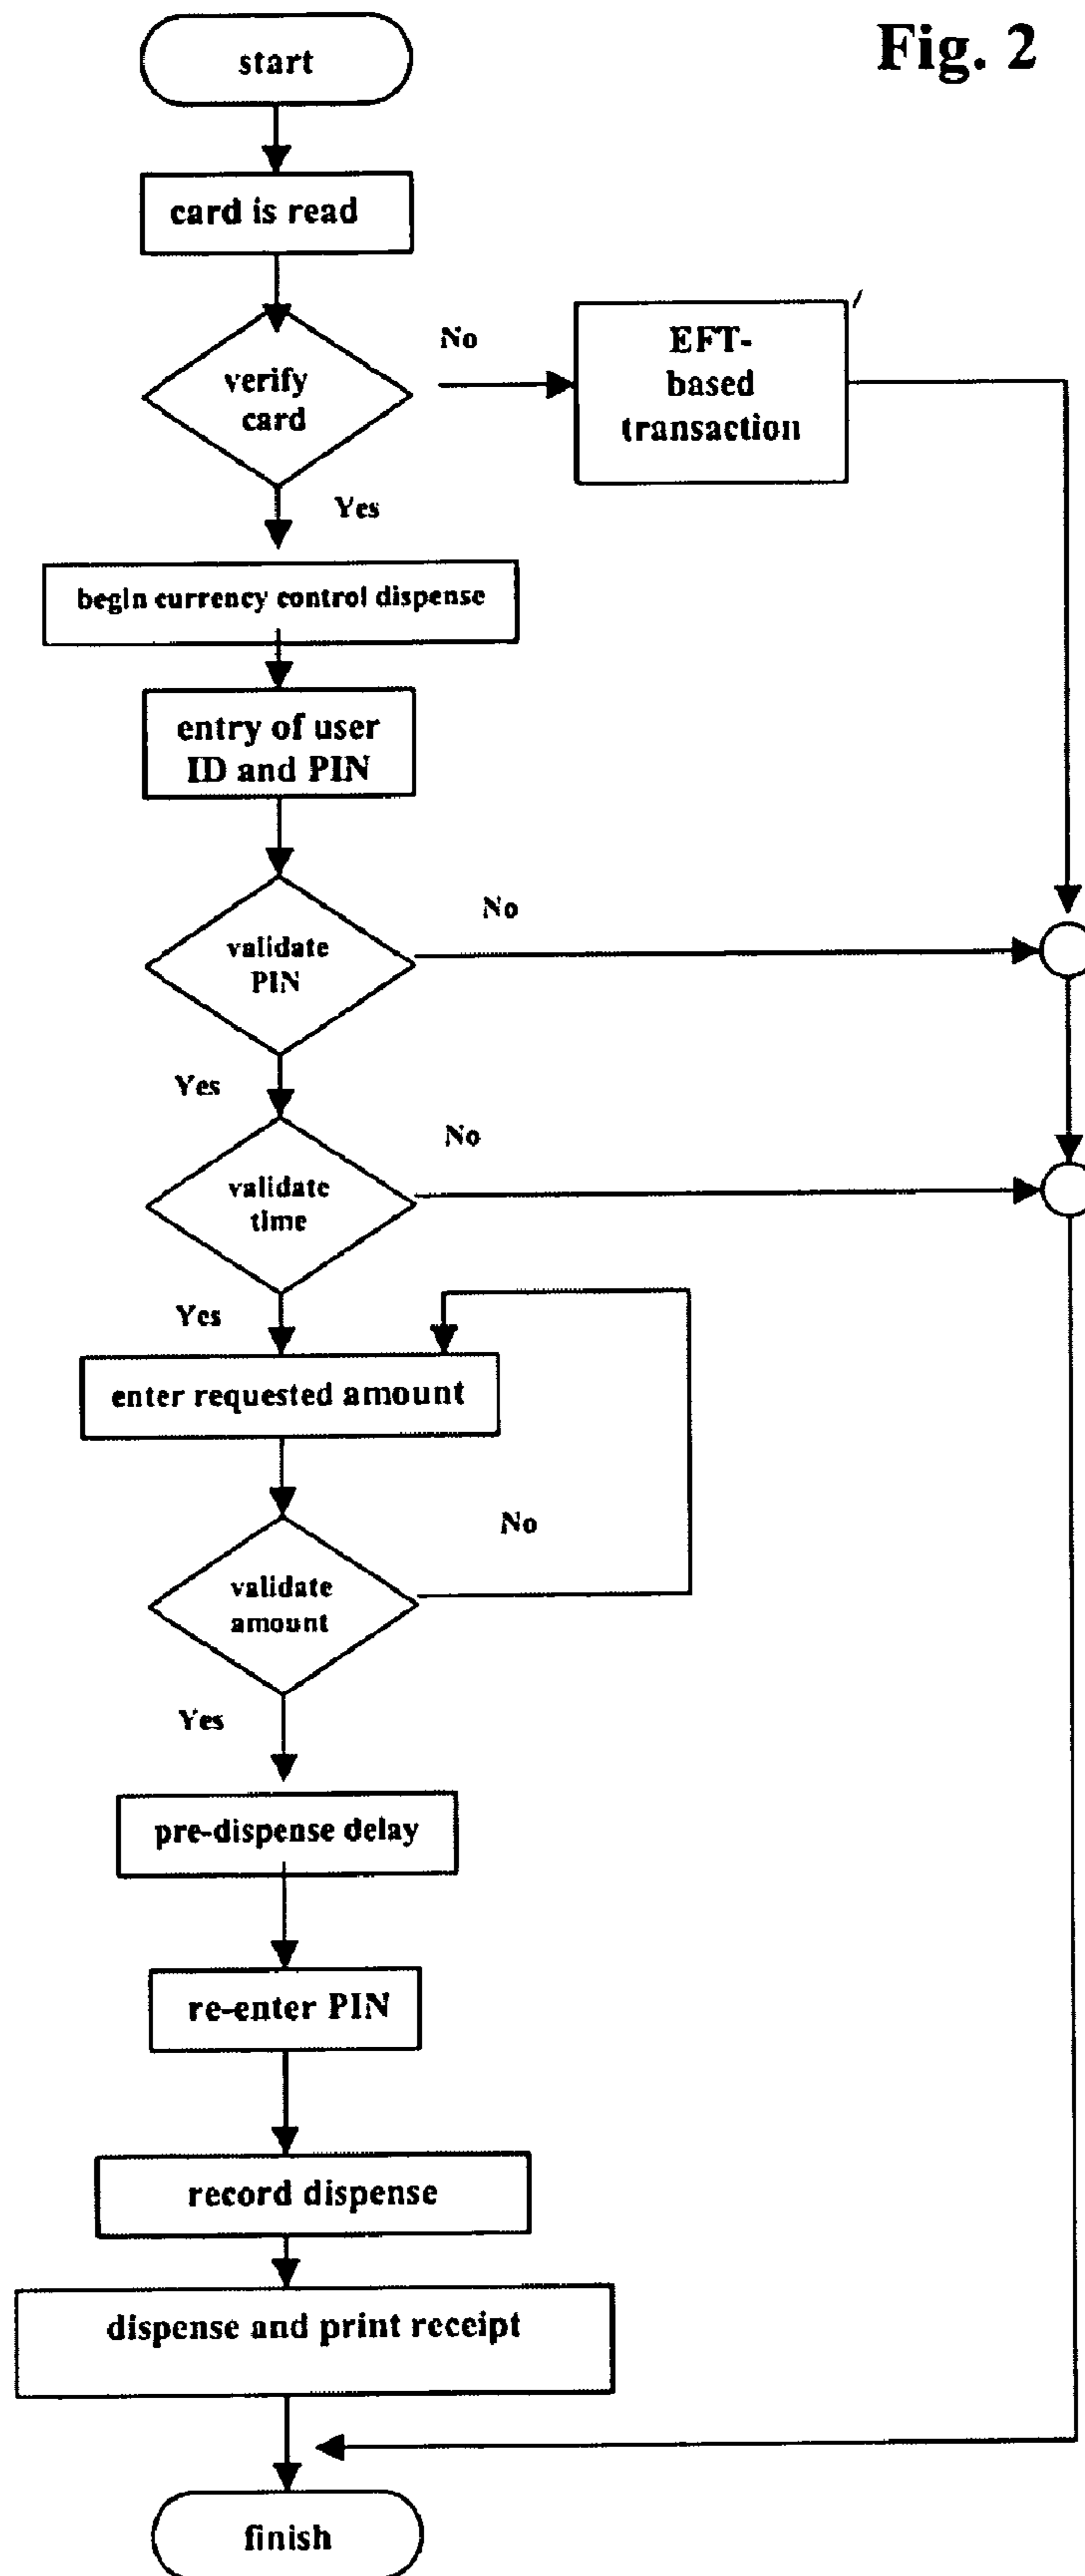 Fig. 2
start
card is read
verify
card
No
EFT-
based
transaction
Yes
begin currency control dispense
entry of user
ID and PIN
validate
PIN
No
Yes
validate
time
No
Yes
enter requested amount
validate
amount
No
Yes
pre-dispense delay
re-enter PIN
record dispense
dispense and print receipt
finish